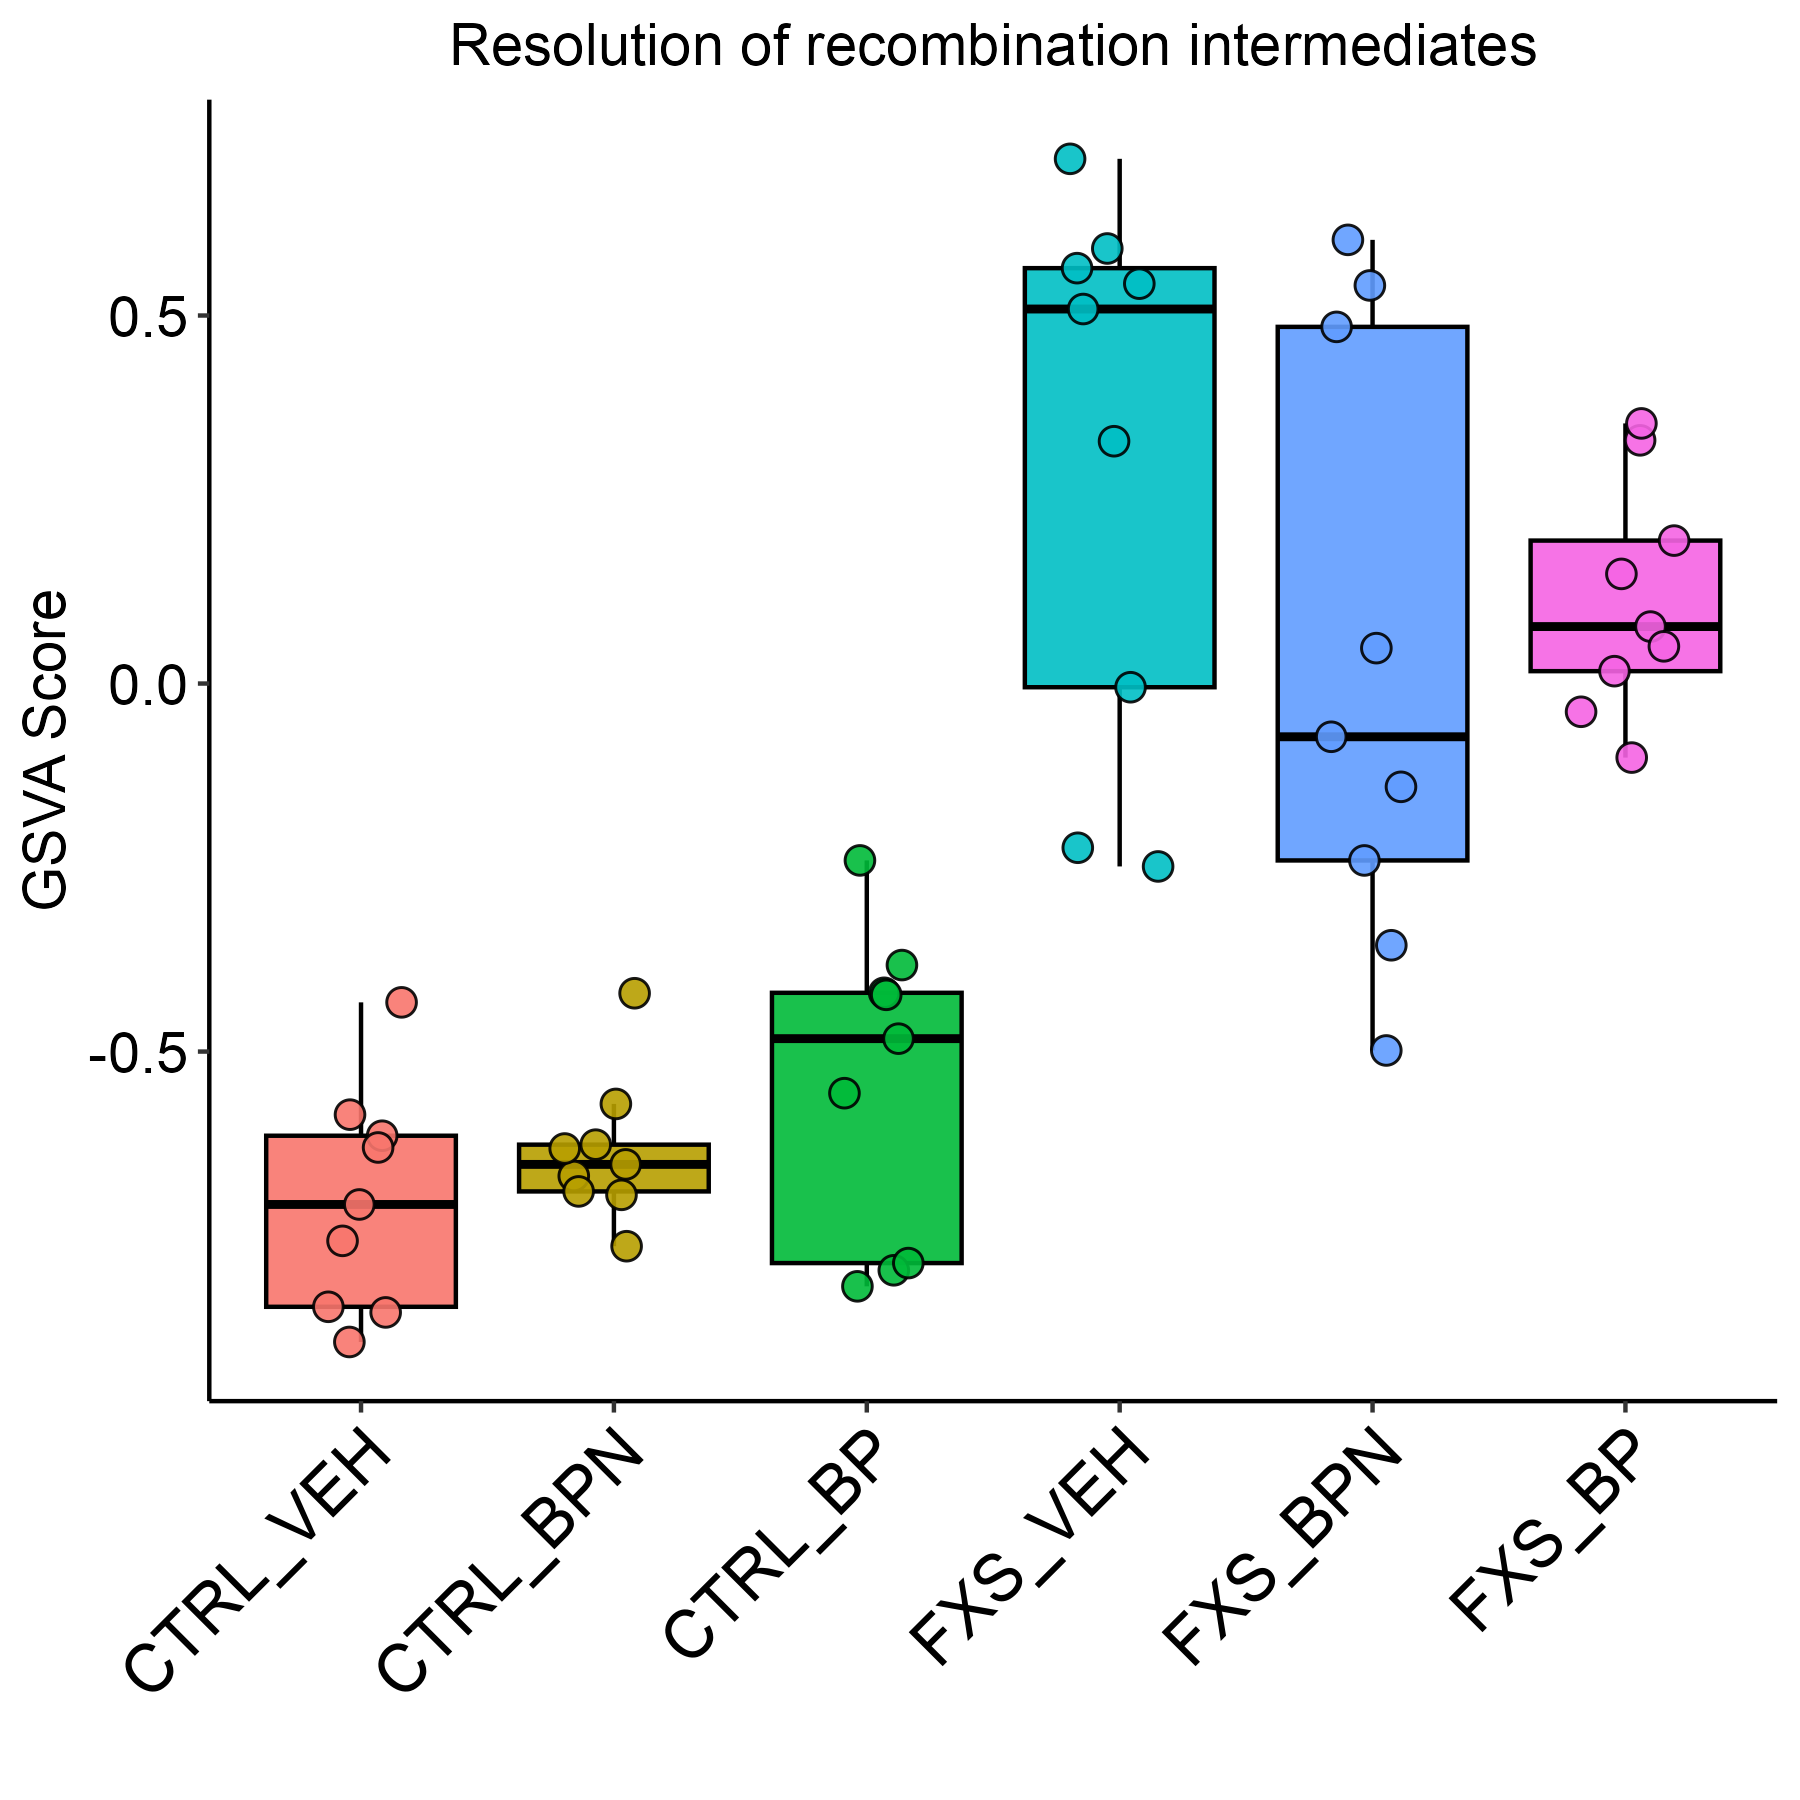 Resolution of recombination intermediates
GSVA Score
0.5
0.0
-0.5
CTRL_VEH
CTRL_BPN
CTRL_BP
FXS_VEH
FXS_BPN
FXS_BP